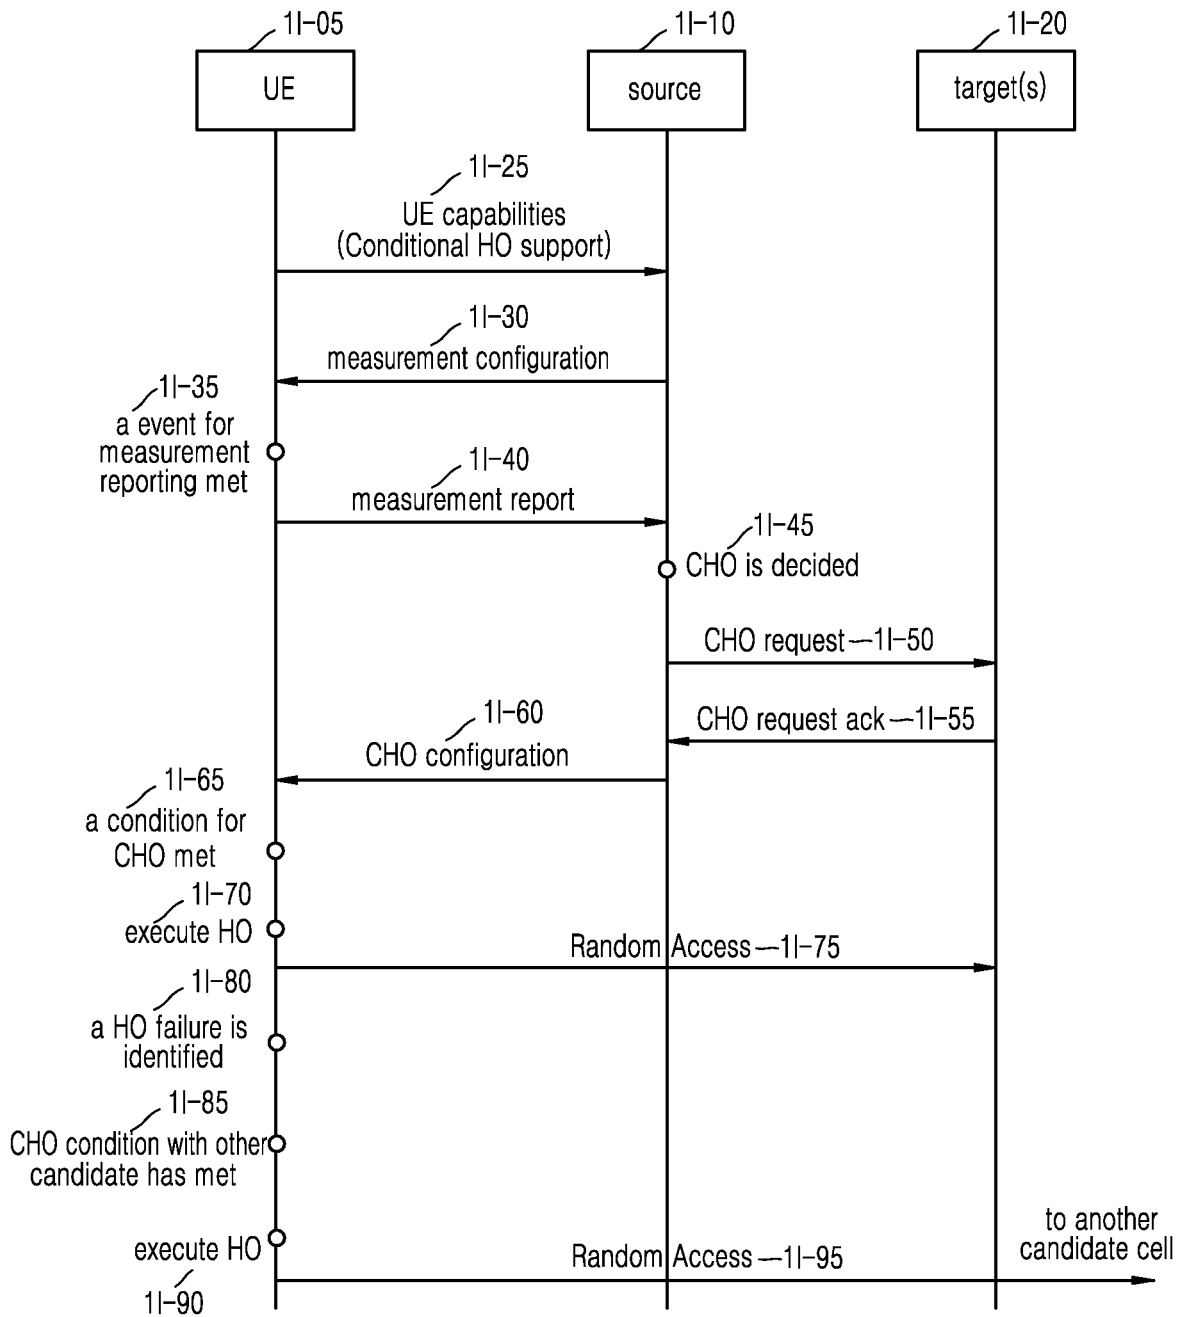 1l-05
1l-10
1l-20
UE
source
target(s)
1l-25
UE capabilities
(Conditional HO support)
1l-30
measurement configuration
1l-35
a event for
measurement
reporting met
1l-40
measurement report
1l-45
CHO is decided
CHO request 1l-50
CHO request ack 1l-55
1l-60
CHO configuration
1l-65
a condition for
CHO met
1l-70
execute HO
Random Access 1l-75
1l-80
a HO failure is
identified
1l-85
CHO condition with other
candidate has met
to another
candidate cell
execute HO
Random Access 1l-95
1l-90